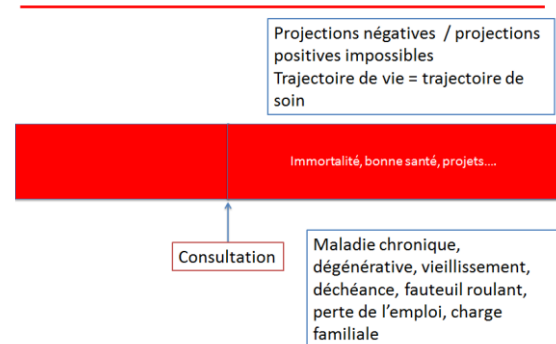 Projections négatives / projections
positives impossibles
Trajectoire de vie = trajectoire de
soin
Immortalité, bonne santé, projets....
Consultation
Maladie chronique,
dégénérative, vieillissement,
déchéance, fauteuil roulant,
perte de l'emploi, charge
familiale